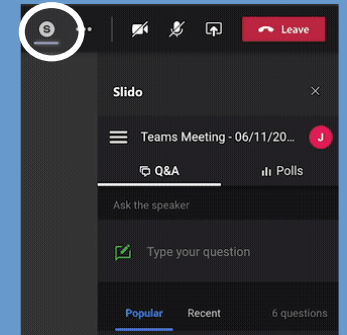 S
Leave
Slido
Teams Meeting - 06/11/20...
J
Q&A
Polls
Ask the speaker
Type your question
Popular Recent 6 questions